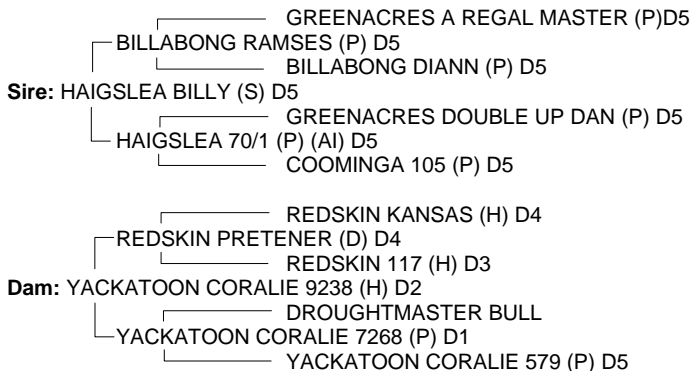 GREENACRES A REGAL MASTER (P)D5
BILLABONG RAMSES (P) D5
BILLABONG DIANN (P) D5
Sire: HAIGSLEA BILLY (S) D5
GREENACRES DOUBLE UP DAN (P) D5
HAIGSLEA 70/1 (P) (AI) D5
COOMINGA 105 (P) D5
REDSKIN KANSAS (H) D4
REDSKIN PRETENER (D) D4
REDSKIN 117 (H) D3
Dam: YACKATOON CORALIE 9238 (H) D2
DROUGHTMASTER BULL
YACKATOON CORALIE 7268 (P) D1
YACKATOON CORALIE 579 (P) D5